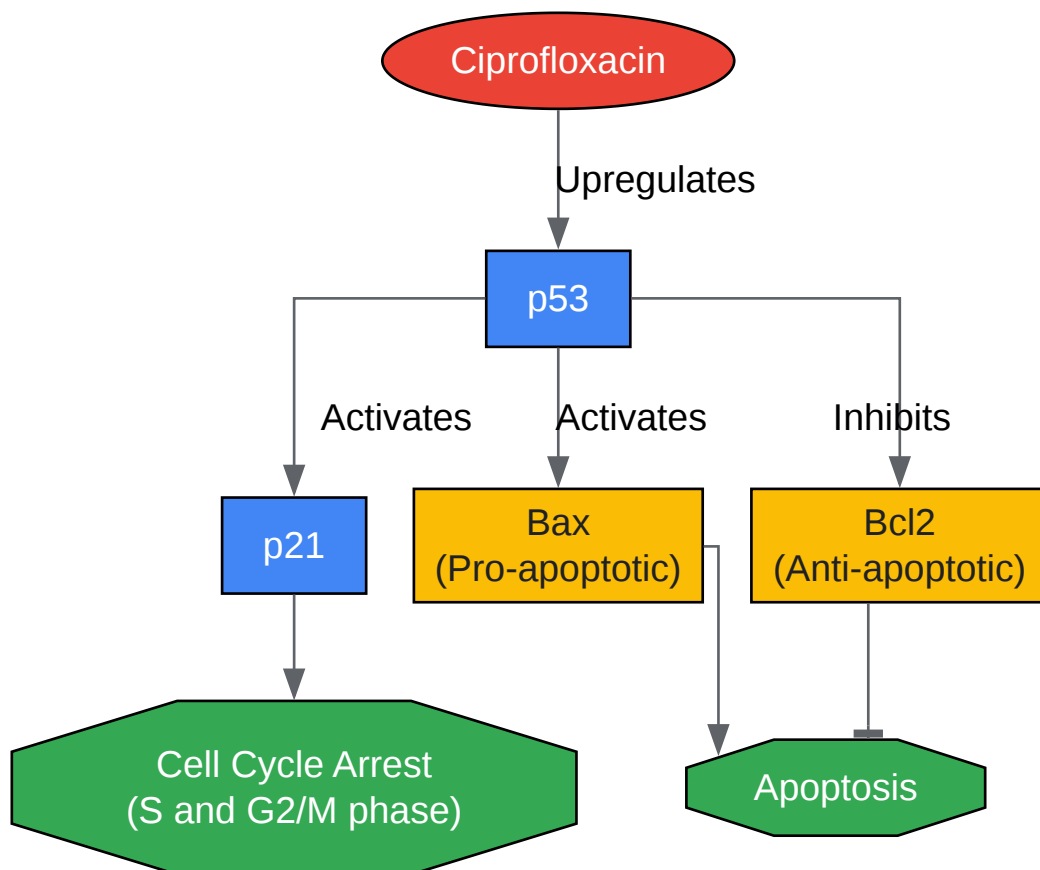 Ciprofloxacin
Upregulates
p53
Activates
Activates
Inhibits
p21
Bax
(Pro-apoptotic)
Bcl2
(Anti-apoptotic)
Cell Cycle Arrest
(S and G2/M phase)
Apoptosis